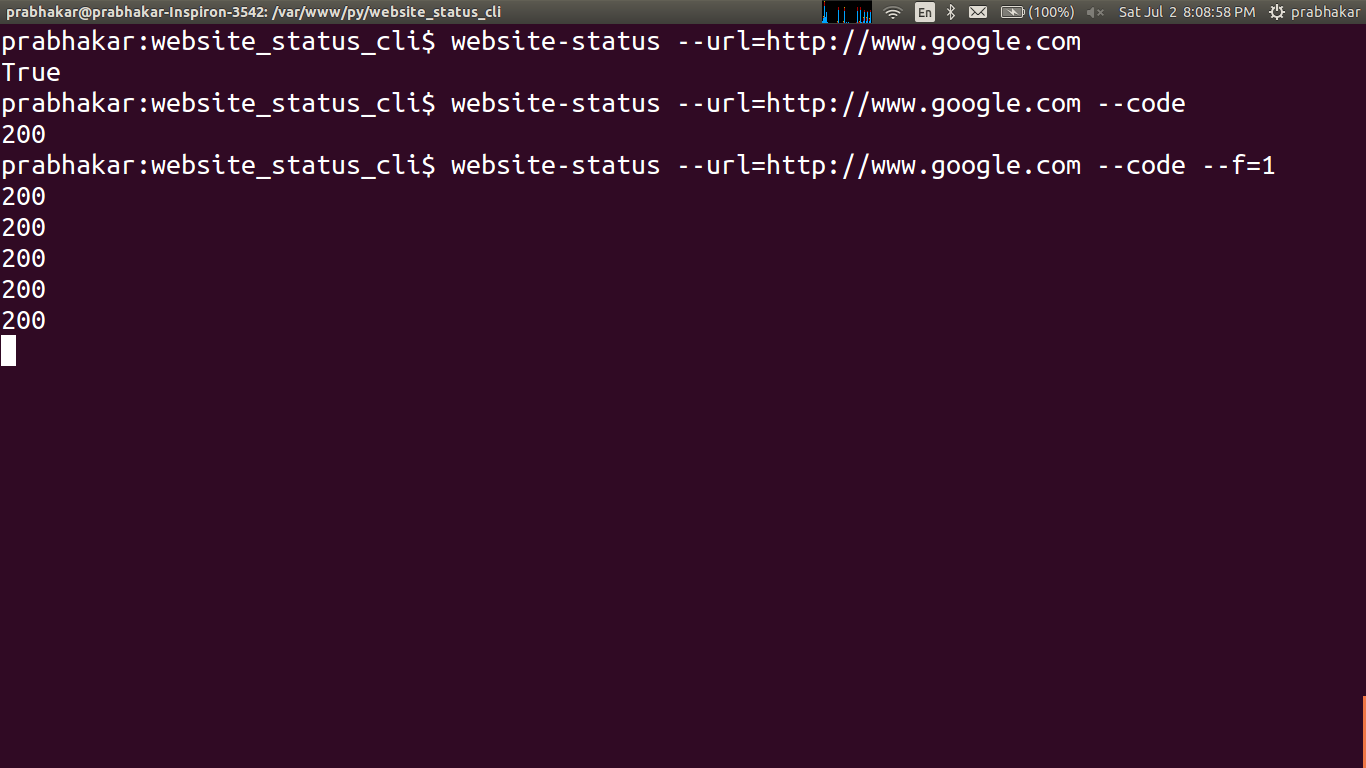 prabhakar@prabhakar-Inspiron-3542: /var/www/py/website_status_cli En (100%) Sat Jul 2 8:08:58 PM prabhakar
prabhakar:website_status_cli$ website-status --url=http://www.google.com
True
prabhakar:website_status_cli$ website-status --url=http://www.google.com --code
200
prabhakar:website_status_cli$ website-status --url=http://www.google.com --code --f=1
200
200
200
200
200